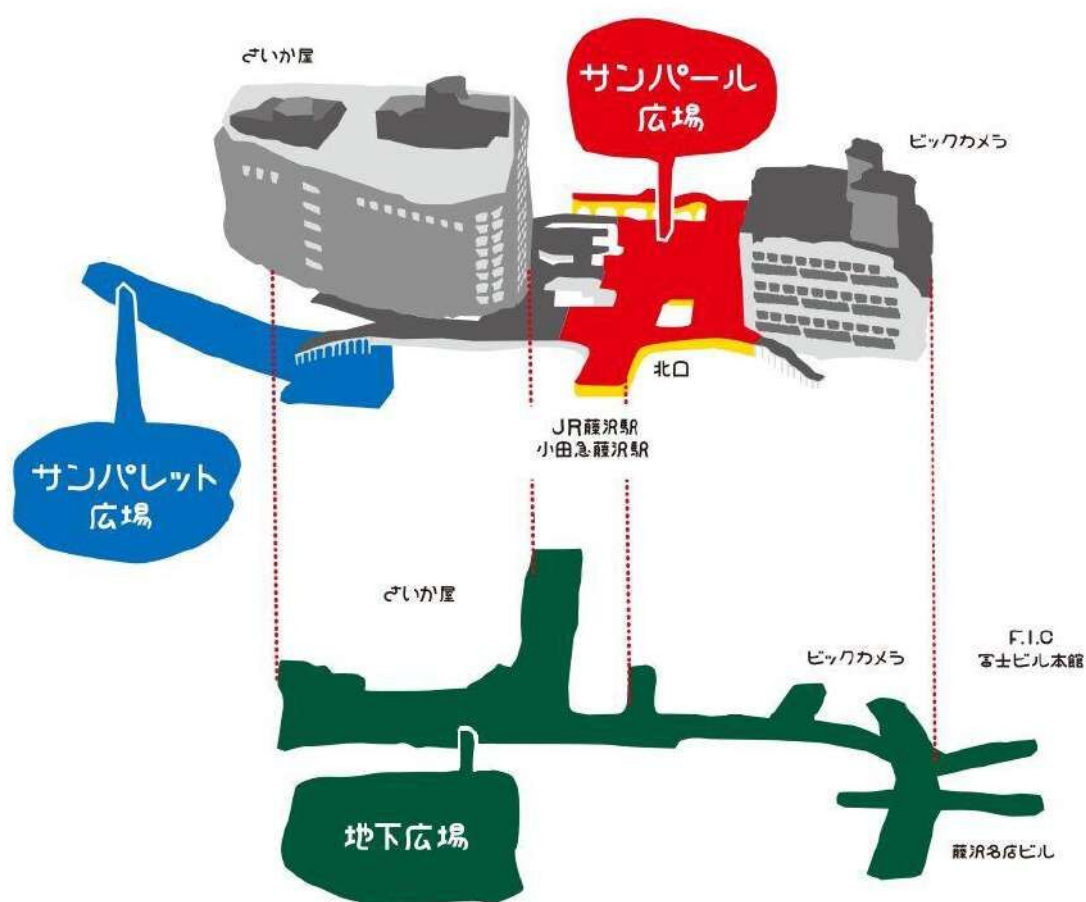 さいか屋
サンパール
広場
ビックカメラ
北口
JR藤沢駅
小田急藤沢駅
サンパレット
広場
さいか屋
ビックカメラ
F.I.C
富士ビル本館
地下広場
藤沢名店ビル